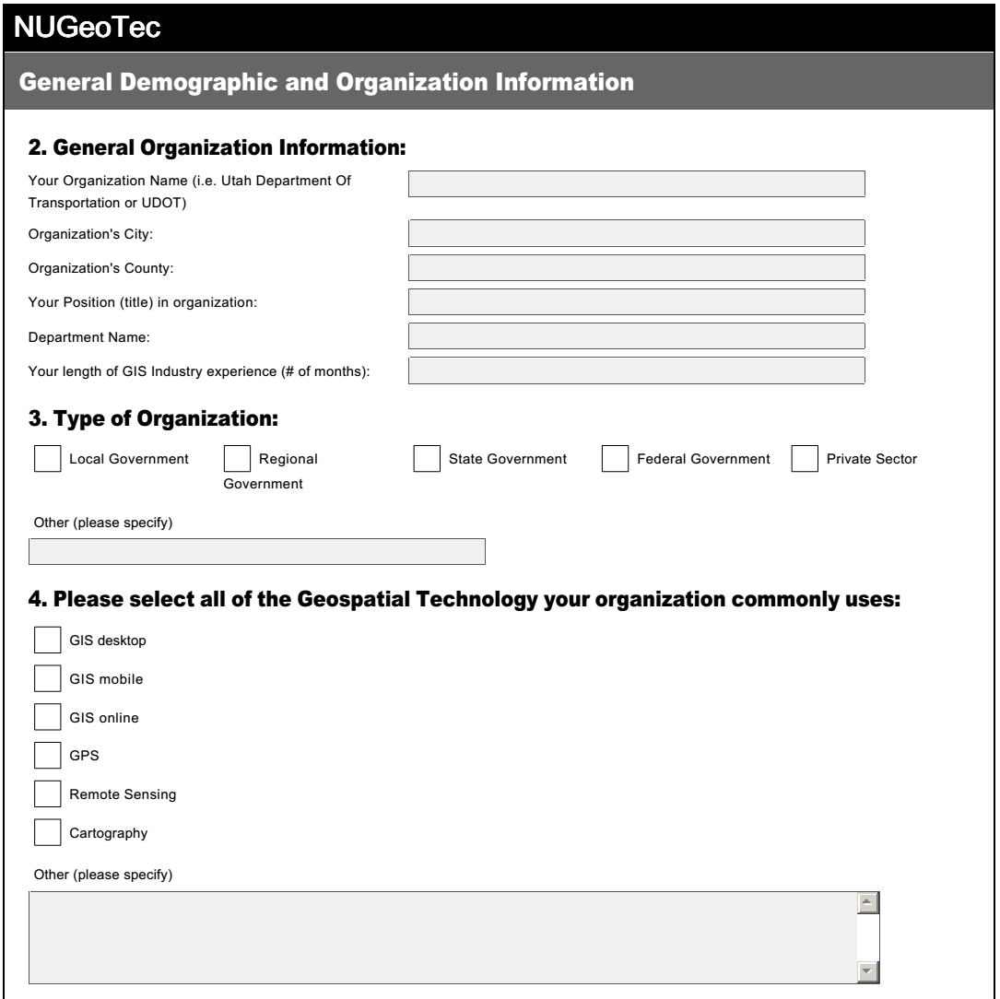 NUGeoTec
General Demographic and Organization Information
2. General Organization Information:
Your Organization Name (i.e. Utah Department Of
Transportation or UDOT)
Organization's City:
Organization's County:
Your Position (title) in organization:
Department Name:
Your length of GIS Industry experience (# of months):
3. Type of Organization:
Local Government
Regional
Government
State Government
Federal Government
Private Sector
Other (please specify)
4. Please select all of the Geospatial Technology your organization commonly uses:
GIS desktop
GIS mobile
GIS online
GPS
Remote Sensing
Cartography
Other (please specify)